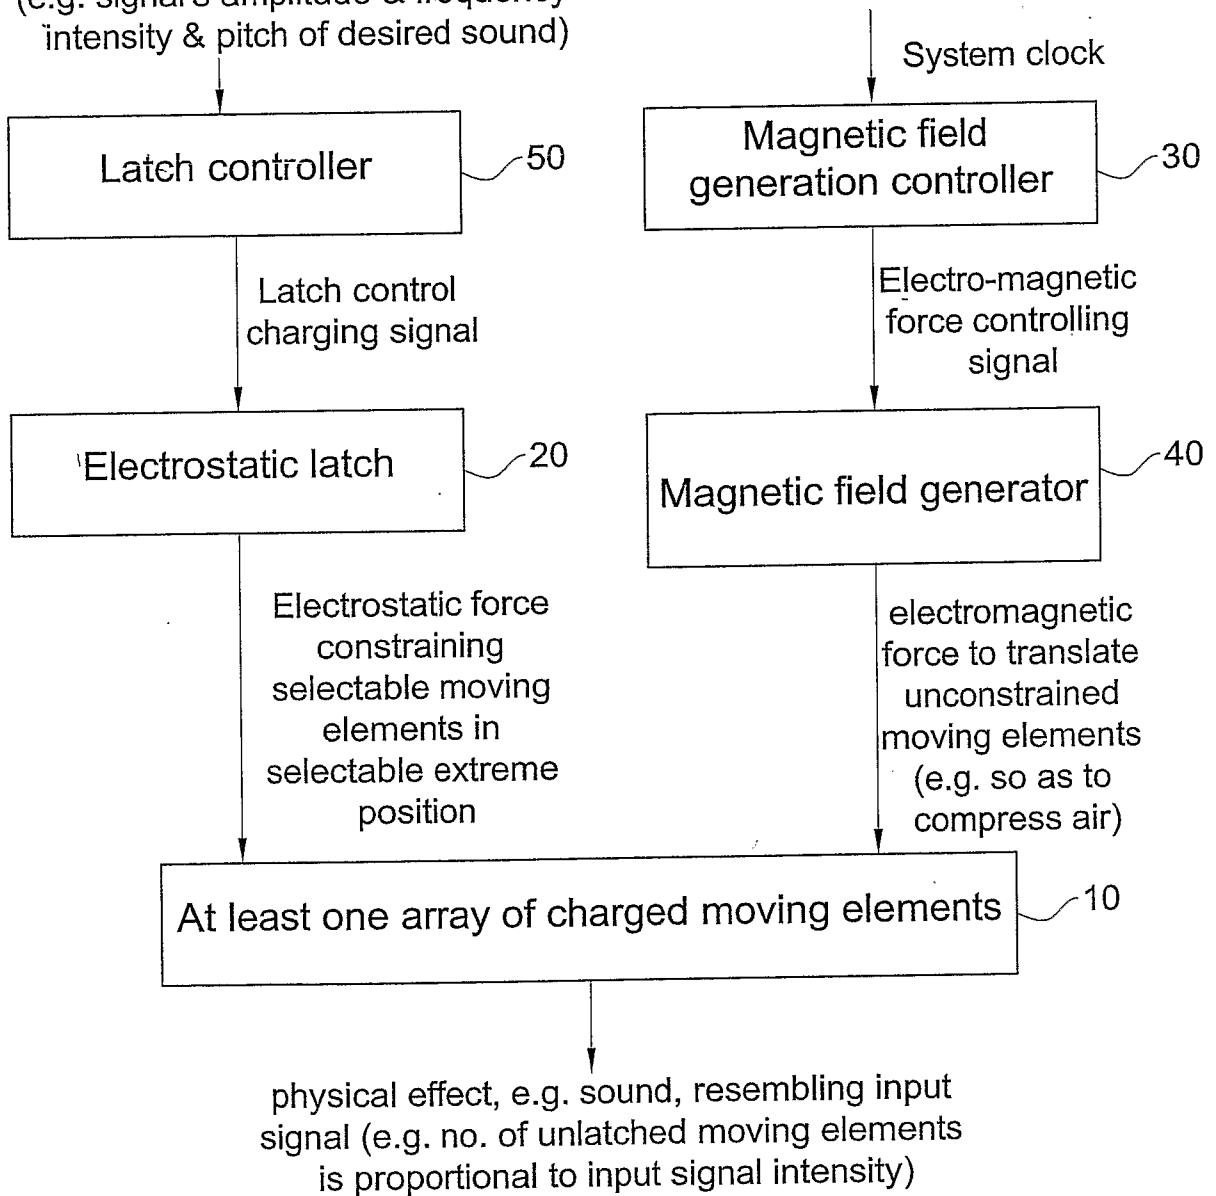 (e.g. signal's amplitude & frequency
intensity & pitch of desired sound)
System clock
Latch controller
50
Magnetic field
generation controller
30
Latch control
charging signal
Electro-magnetic
force controlling
signal
Electrostatic latch
20
Magnetic field generator
40
Electrostatic force
constraining
selectable moving
elements in
selectable extreme
position
electromagnetic
force to translate
unconstrained
moving elements
(e.g. so as to
compress air)
At least one array of charged moving elements
10
physical effect, e.g. sound, resembling input
signal (e.g. no. of unlatched moving elements
is proportional to input signal intensity)